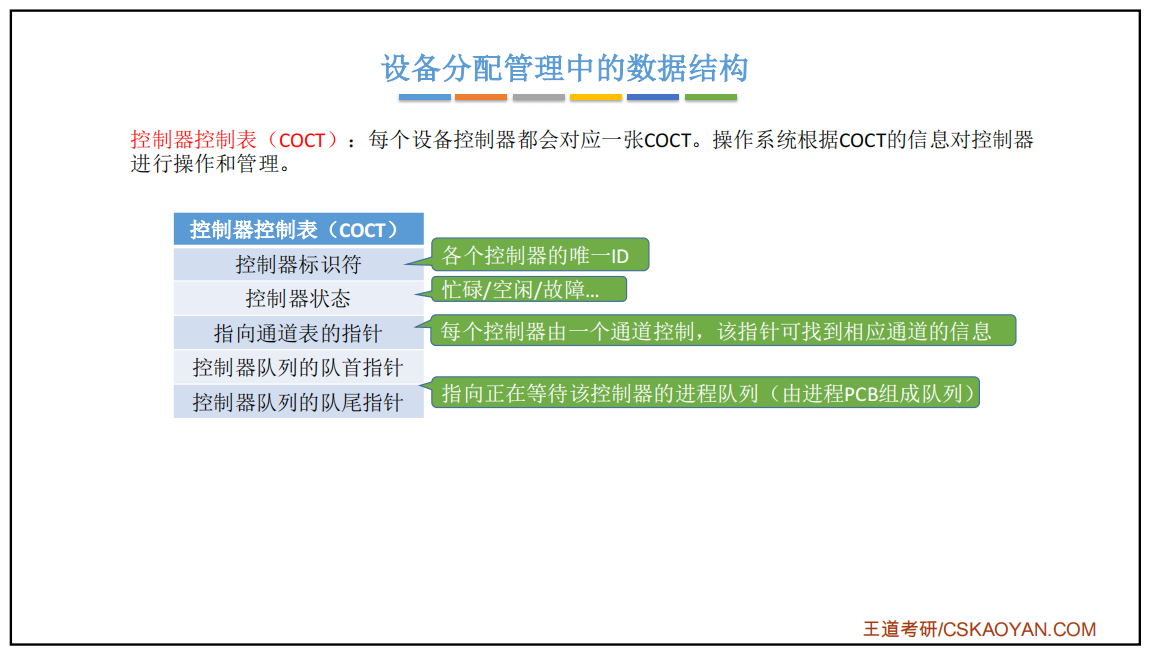 设备分配管理中的数据结构
控制器控制表（COCT）：每个设备控制器都会对应一张COCT。操作系统根据COCT的信息对控制器
进行操作和管理。
控制器控制表（COCT）
控制器标识符
各个控制器的唯一ID
控制器状态
忙碌/空闲/故障...
指向通道表的指针
每个控制器由一个通道控制，该指针可找到相应通道的信息
控制器队列的队首指针
控制器队列的队尾指针
指向正在等待该控制器的进程队列（由进程PCB组成队列）
王道考研/CSKAOYAN.COM